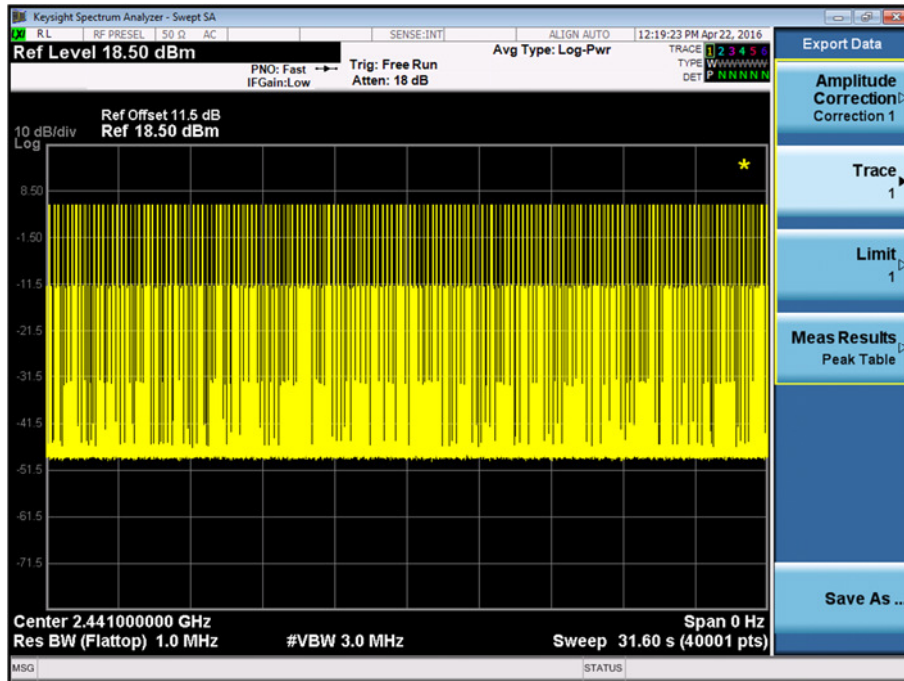 Keysight Spectrum Analyzer - Swept SA
RL RF PRESEL 50 Ω AC SENSE:INT ALIGN AUTO 12:19:23 PM Apr 22, 2016
Ref Level 18.50 dBm
PNO: Fast
IFGain:Low
Trig: Free Run
Atten: 18 dB
Avg Type: Log-Pwr
TRACE 1 2 3 4 5 6
TYPE WWWWWW
DET P N N N N N
Ref Offset 11.5 dB
10 dB/div Ref 18.50 dBm
Log
8.50
-1.50
-11.5
-21.5
-31.5
-41.5
-51.5
-61.5
-71.5
*
Center 2.441000000 GHz Span 0 Hz
Res BW (Flattop) 1.0 MHz #VBW 3.0 MHz Sweep 31.60 s (40001 pts)
MSG STATUS
Export Data
Amplitude
Correction
Correction 1
Trace
1
Limit
1
Meas Results
Peak Table
Save As ...